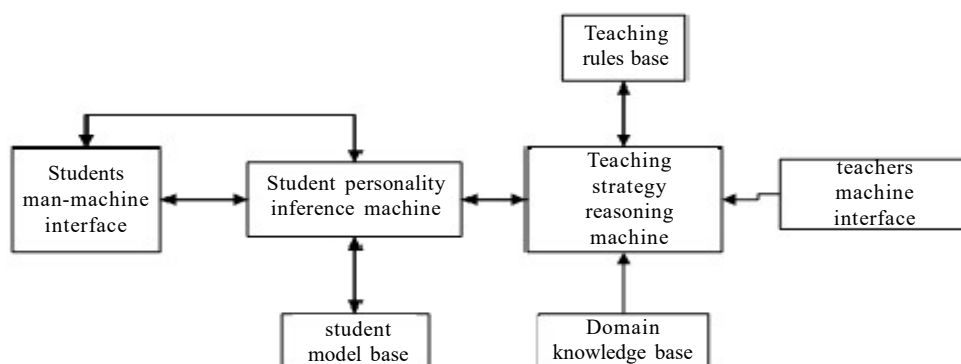 Teaching
rules base
Students
man-machine
interface
Student personality
inference machine
Teaching
strategy
reasoning
machine
teachers
machine
interface
student
model base
Domain
knowledge base